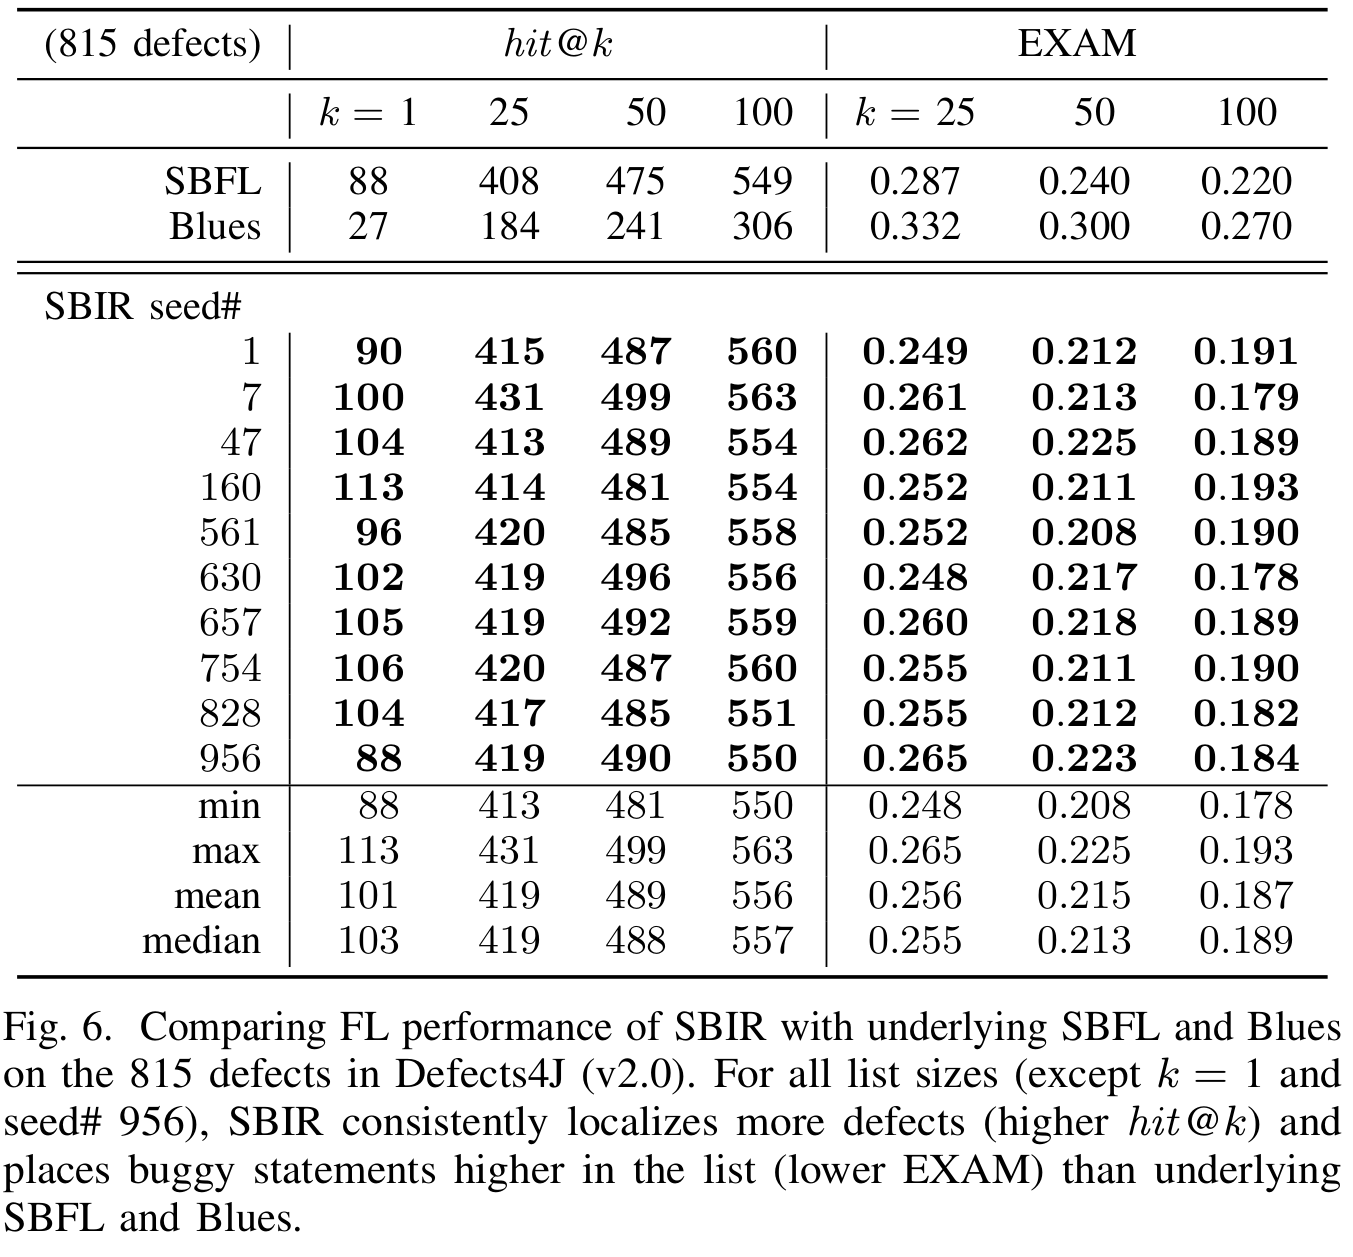 (815 defects) hit@k EXAM
k = 1 25 50 100 k = 25 50 100
SBFL 88 408 475 549 0.287 0.240 0.220
Blues 27 184 241 306 0.332 0.300 0.270
SBIR seed#
1 90 415 487 560 0.249 0.212 0.191
7 100 431 499 563 0.261 0.213 0.179
47 104 413 489 554 0.262 0.225 0.189
160 113 414 481 554 0.252 0.211 0.193
561 96 420 485 558 0.252 0.208 0.190
630 102 419 496 556 0.248 0.217 0.178
657 105 419 492 559 0.260 0.218 0.189
754 106 420 487 560 0.255 0.211 0.190
828 104 417 485 551 0.255 0.212 0.182
956 88 419 490 550 0.265 0.223 0.184
min 88 413 481 550 0.248 0.208 0.178
max 113 431 499 563 0.265 0.225 0.193
mean 101 419 489 556 0.256 0.215 0.187
median 103 419 488 557 0.255 0.213 0.189
Fig. 6. Comparing FL performance of SBIR with underlying SBFL and Blues
on the 815 defects in Defects4J (v2.0). For all list sizes (except k = 1 and
seed# 956), SBIR consistently localizes more defects (higher hit@k) and
places buggy statements higher in the list (lower EXAM) than underlying
SBFL and Blues.